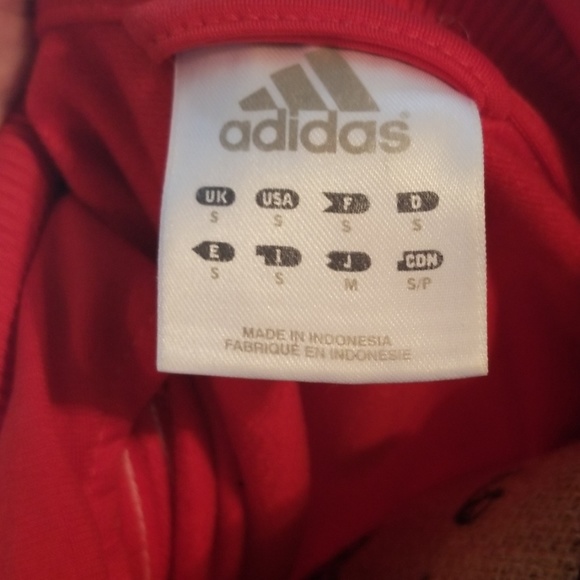 adidas®
UK USA F D
S S S S
E I J CDN
S S M S/P
MADE IN INDONESIA
FABRIQUÉ EN INDONESIE